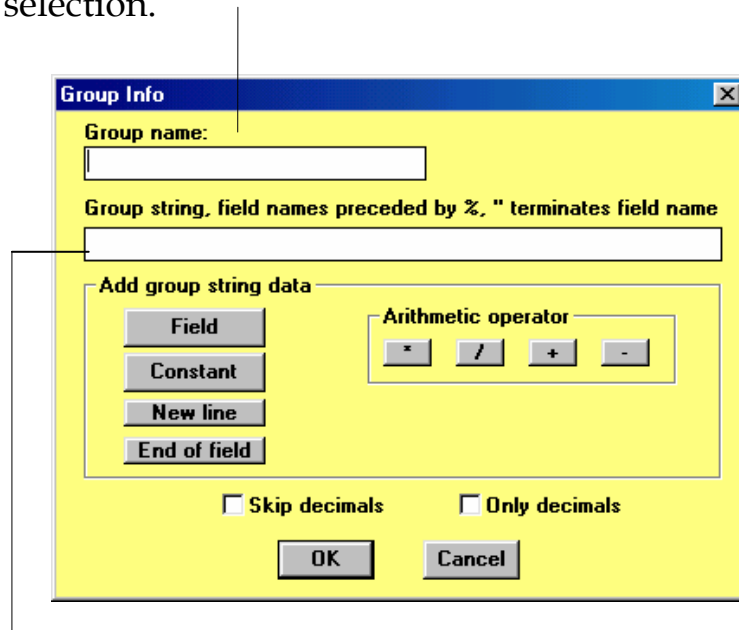 selection.
Group Info
Group name:
Group string, field names preceded by %, " terminates field name
Add group string data
Field
Arithmetic operator
* / + -
Constant
New line
End of field
Skip decimals Only decimals
OK Cancel